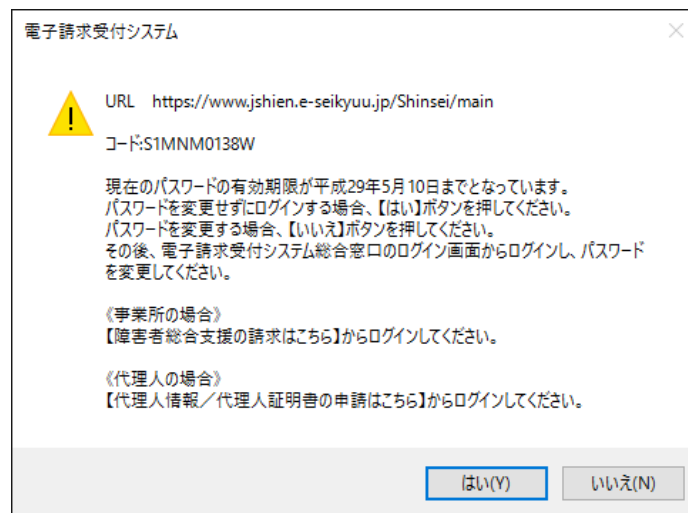 電子請求受付システム
URL https://www.jshien.e-seikyuu.jp/Shinsei/main
コード:S1MNM0138W
現在のパスワードの有効期限が平成29年5月10日までとなっています。
パスワードを変更せずにログインする場合、【はい】ボタンを押してください。
パスワードを変更する場合、【いいえ】ボタンを押してください。
その後、電子請求受付システム総合窓口のログイン画面からログインし、パスワード
を変更してください。
《事業所の場合》
【障害者総合支援の請求はこちら】からログインしてください。
《代理人の場合》
【代理人情報／代理人証明書の申請はこちら】からログインしてください。
はい(Y) いいえ(N)